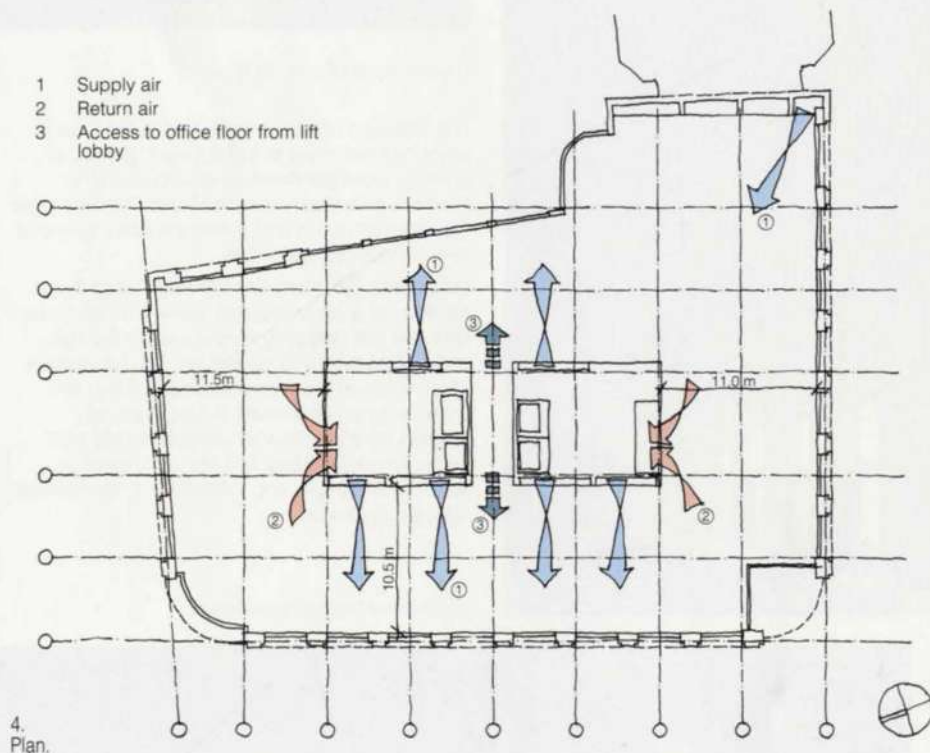 1 Supply air
2 Return air
3 Access to office floor from lift
lobby
①
①
③
11.5m
11.0m
②
③
②
10.5m
①
4.
Plan.